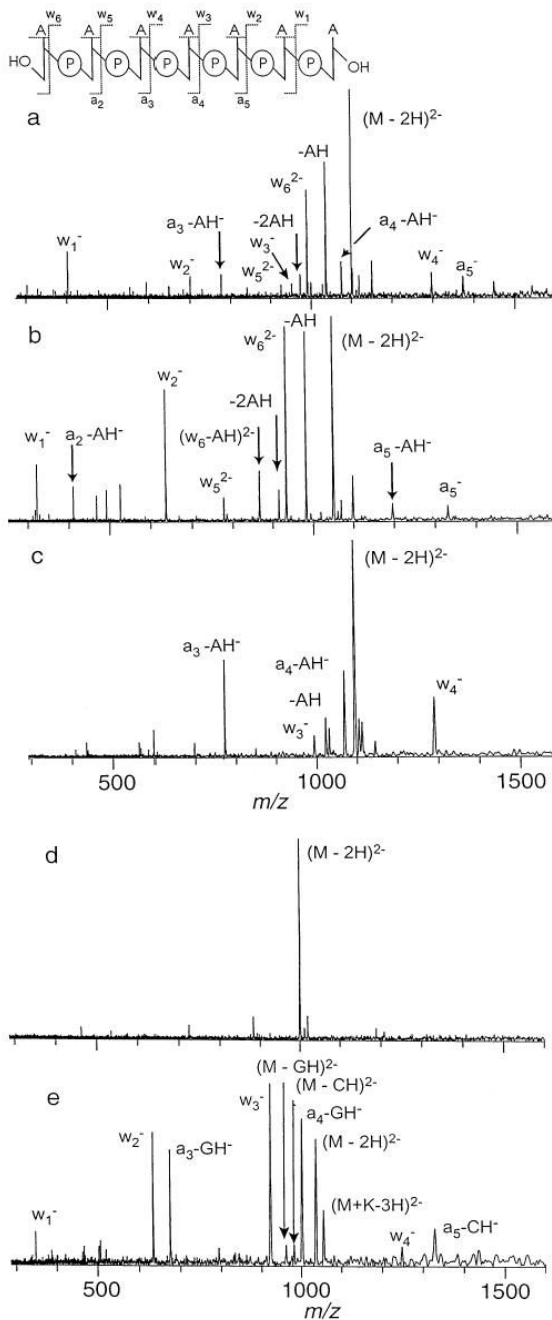 w₆ w₅ w'₄ w₃ w₂ w₁
A A A A A A A
HO P P P P P P OH
a₂ a₃ a₄ a₅
a
(M - 2H)²⁻
-AH
w₆²⁻
a₃ -AH⁻ -2AH a₄ -AH⁻
w₁⁻ w₃⁻
w₂⁻ w₅²⁻ w₄⁻ a₅⁻
b
-AH
w₆²⁻ (M - 2H)²⁻
w₂⁻
-2AH
w₁⁻ a₂ -AH⁻ (w₆-AH)²⁻ a₅ -AH⁻
w₅²⁻ a₅⁻
c
(M - 2H)²⁻
a₃ -AH⁻ a₄-AH⁻
-AH w₄⁻
w₃⁻
500 1000 1500
m/z
d
(M - 2H)²⁻
(M - GH)²⁻
e
(M - CH)²⁻
w₃⁻
a₄-GH⁻
w₂⁻
a₃-GH⁻ (M - 2H)²⁻
(M+K-3H)²⁻
w₁⁻ w₄⁻ a₅-CH⁻
500 1000 1500
m/z